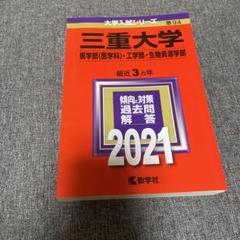 大学入試シリーズ
94
三重大学
医学部〈医学科〉・工学部・生物資源学部
最近3カ年
傾向と対策
過去問
解答
2021
教学社